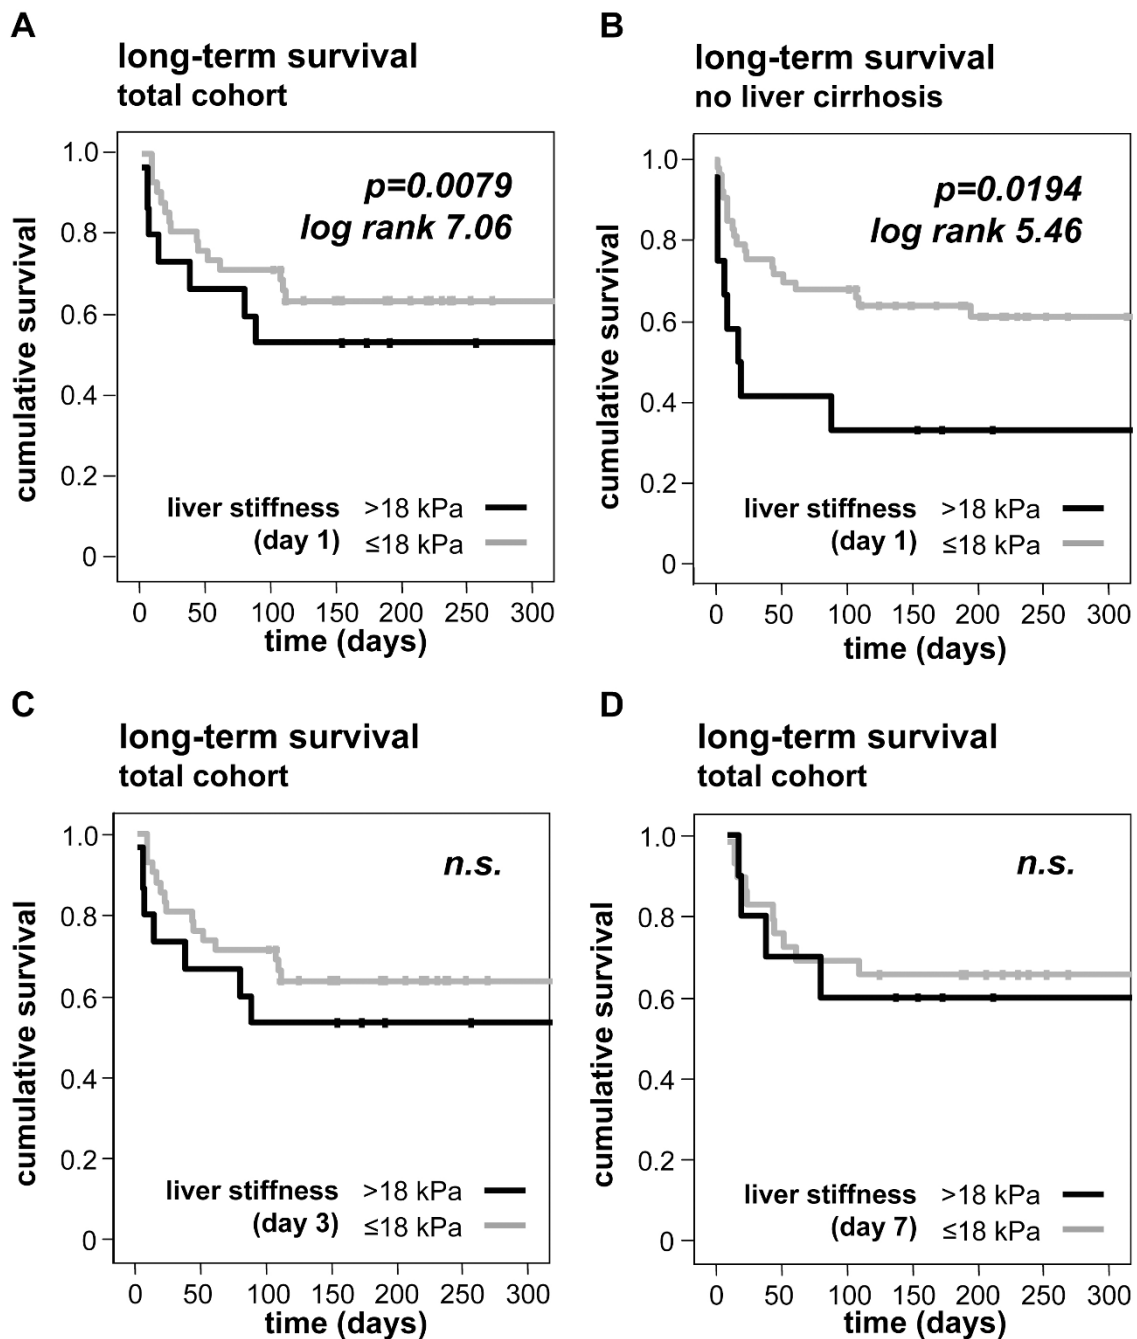 A
long-term survival
total cohort
p=0.0079
log rank 7.06
cumulative survival
1.0
0.8
0.6
0.4
0.2
0
liver stiffness >18 kPa
(day 1) ≤18 kPa
0 50 100 150 200 250 300
time (days)
B
long-term survival
no liver cirrhosis
p=0.0194
log rank 5.46
cumulative survival
1.0
0.8
0.6
0.4
0.2
0
liver stiffness >18 kPa
(day 1) ≤18 kPa
0 50 100 150 200 250 300
time (days)
C
long-term survival
total cohort
n.s.
cumulative survival
1.0
0.8
0.6
0.4
0.2
0
liver stiffness >18 kPa
(day 3) ≤18 kPa
0 50 100 150 200 250 300
time (days)
D
long-term survival
total cohort
n.s.
cumulative survival
1.0
0.8
0.6
0.4
0.2
0
liver stiffness >18 kPa
(day 7) ≤18 kPa
0 50 100 150 200 250 300
time (days)